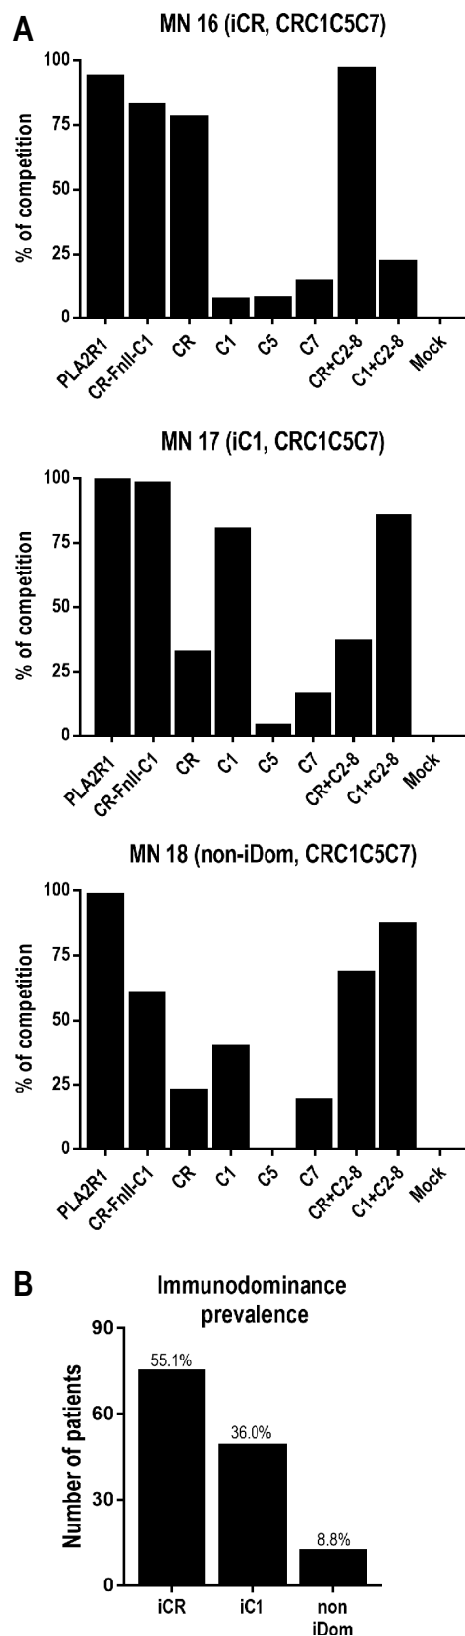 A
MN 16 (iCR, CRC1C5C7)
% of competition
100
75
50
25
0
PLA2R1
CR-FnII-C1
CR
C1
C5
C7
CR+C2-8
C1+C2-8
Mock
MN 17 (iC1, CRC1C5C7)
% of competition
100
75
50
25
0
PLA2R1
CR-FnII-C1
CR
C1
C5
C7
CR+C2-8
C1+C2-8
Mock
MN 18 (non-iDom, CRC1C5C7)
% of competition
100
75
50
25
0
PLA2R1
CR-FnII-C1
CR
C1
C5
C7
CR+C2-8
C1+C2-8
Mock
B
Immunodominance
prevalence
Number of patients
90
60
30
0
55.1%
36.0%
8.8%
iCR
iC1
non
iDom